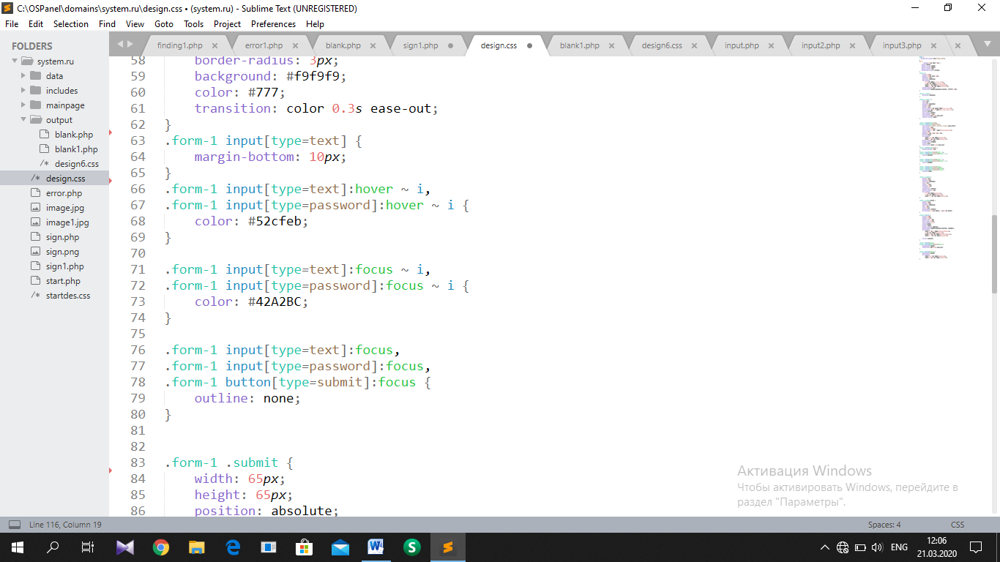 C:\OSPanel\domains\system.ru\design.css • (system.ru) - Sublime Text (UNREGISTERED)
File Edit Selection Find View Goto Tools Project Preferences Help
FOLDERS
system.ru
data
includes
mainpage
output
blank.php
blank1.php
/* design6.css
/* design.css
error.php
image.jpg
image1.jpg
sign.php
sign.png
sign1.php
start.php
/* startdes.css
finding1.php × error1.php × blank.php × sign1.php • design.css • blank1.php × design6.css × input.php × input2.php × input3.php × ×
58 border-radius: 3px;
59 background: #f9f9f9;
60 color: #777;
61 transition: color 0.3s ease-out;
62 }
63 .form-1 input[type=text] {
64 margin-bottom: 10px;
65 }
66 .form-1 input[type=text]:hover ~ i,
67 .form-1 input[type=password]:hover ~ i {
68 color: #52cfeb;
69 }
70
71 .form-1 input[type=text]:focus ~ i,
72 .form-1 input[type=password]:focus ~ i {
73 color: #42A2BC;
74 }
75
76 .form-1 input[type=text]:focus,
77 .form-1 input[type=password]:focus,
78 .form-1 button[type=submit]:focus {
79 outline: none;
80 }
81
82
83 .form-1 .submit {
84 width: 65px;
85 height: 65px;
86 position: absolute;
Активация Windows
Чтобы активировать Windows, перейдите в
раздел "Параметры".
Line 116, Column 19 Spaces: 4 CSS
ENG
12:06
21.03.2020